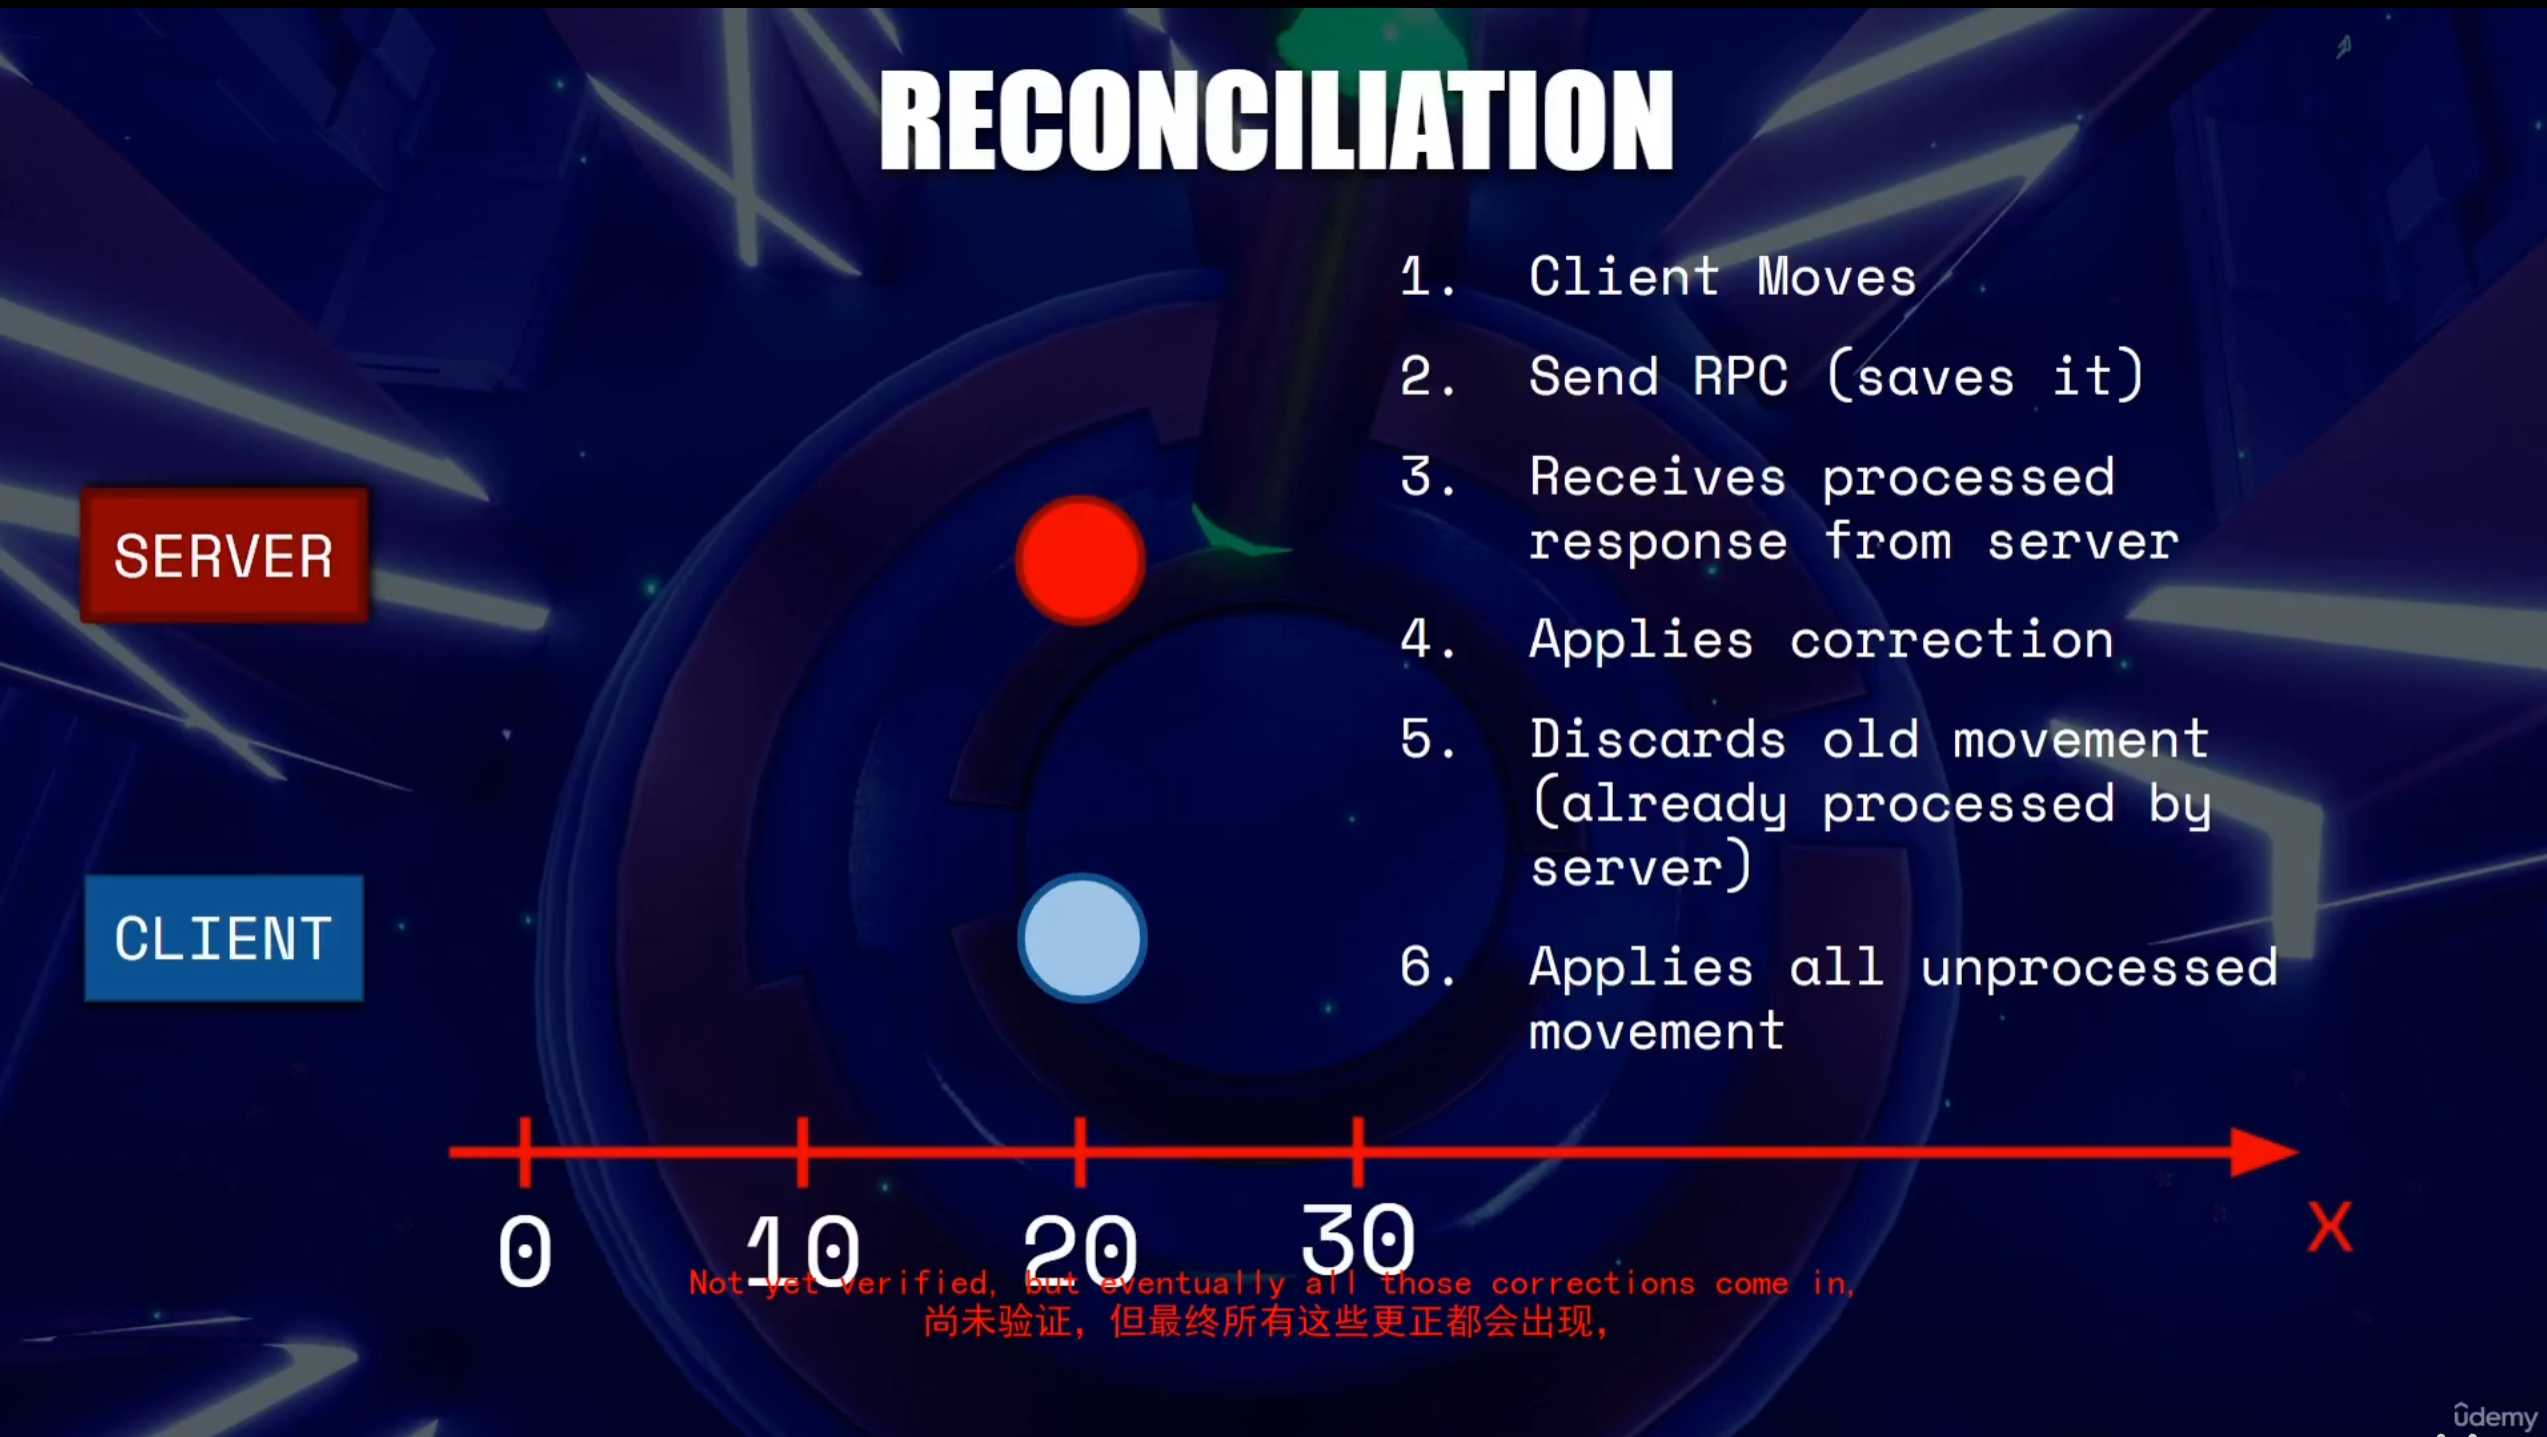 RECONCILIATION
1. Client Moves
2. Send RPC (saves it)
3. Receives processed
response from server
4. Applies correction
5. Discards old movement
(already processed by
server)
6. Applies all unprocessed
movement
SERVER
CLIENT
0 10 20 30 X
Not yet verified, but eventually all those corrections come in,
尚未验证，但最终所有这些更正都会出现，
ûdemy